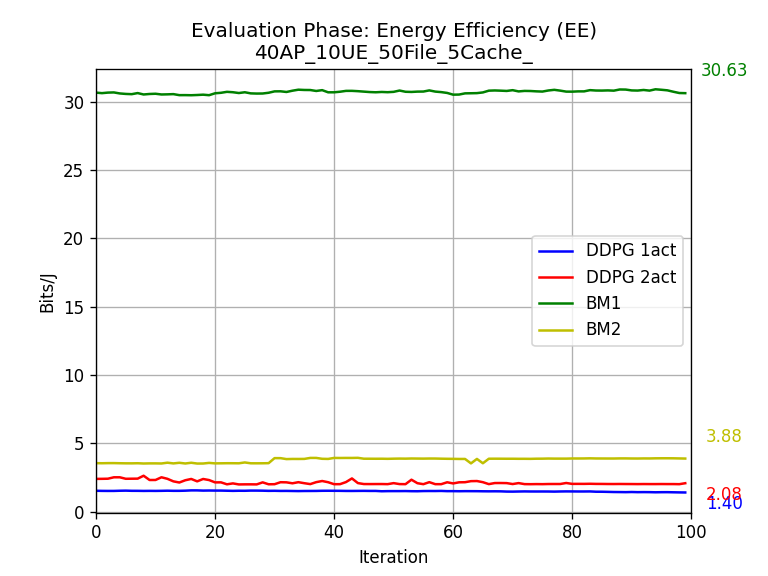 Evaluation Phase: Energy Efficiency (EE)
40AP_10UE_50File_5Cache_
30.63
30
25
20
15
10
5
0
Bits/J
DDPG 1act
DDPG 2act
BM1
BM2
3.88
2.08
1.40
0 20 40 60 80 100
Iteration